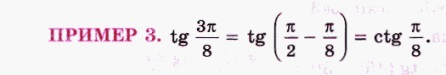 ПРИМЕР 3. tg 3π/8 = tg (π/2 − π/8) = ctg π/8.